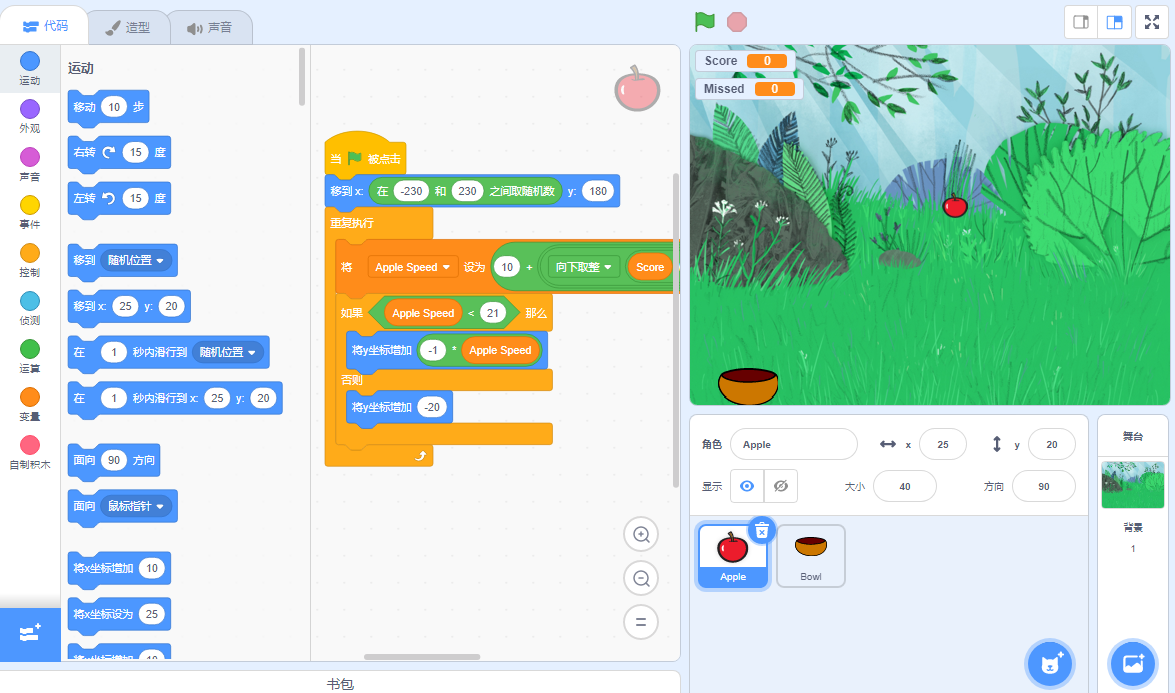 代码
造型
声音
运动
外观
声音
事件
控制
侦测
运算
变量
自制积木
运动
移动 10 步
右转 15 度
左转 15 度
移到 随机位置
移到 x: 25 y: 20
在 1 秒内滑行到 随机位置
在 1 秒内滑行到 x: 25 y: 20
面向 90 方向
面向 鼠标指针
将x坐标增加 10
将x坐标设为 25
将y坐标增加 10
当 被点击
移到 x: 在 -230 和 230 之间取随机数 y: 180
重复执行
将 Apple Speed 设为 10 + 向下取整 Score
如果 Apple Speed < 21 那么
将y坐标增加 -1 * Apple Speed
否则
将y坐标增加 -20
书包
Score 0
Missed 0
角色 Apple x 25 y 20
显示 大小 40 方向 90
Apple
Bowl
舞台
背景
1